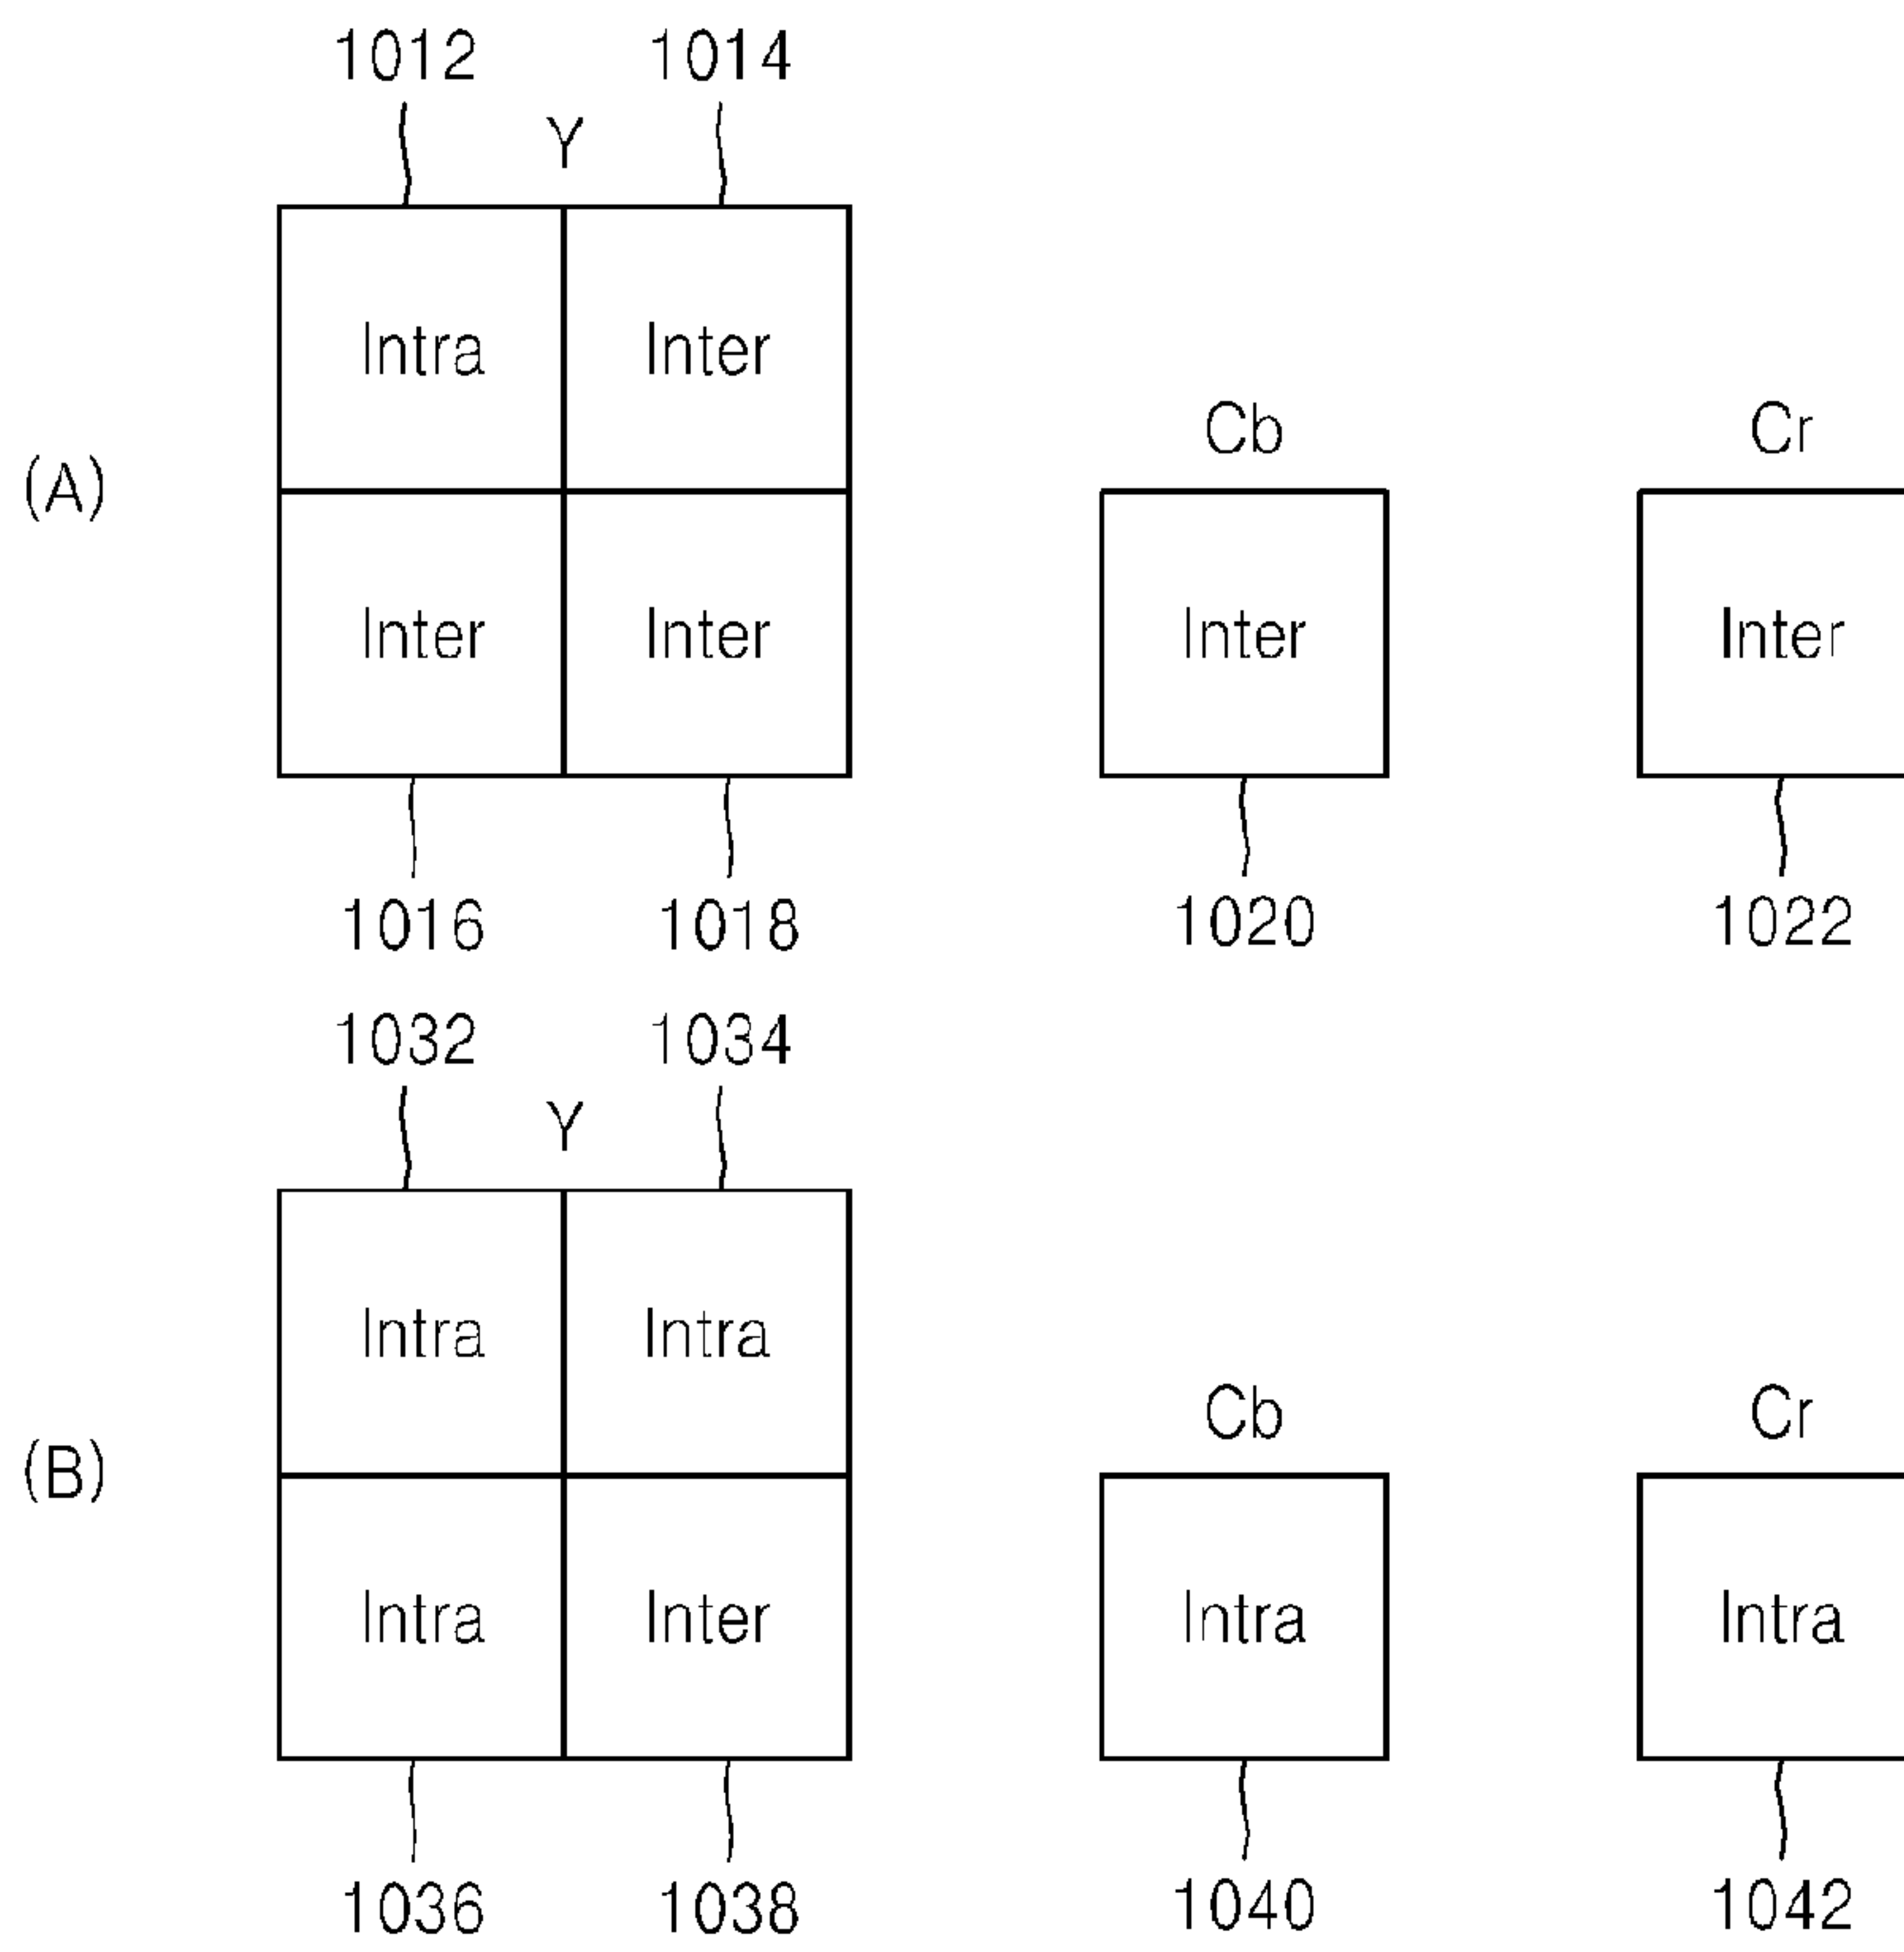 1012 1014
Y
Intra Inter
Cb Cr
(A)
Inter Inter Inter Inter
1016 1018 1020 1022
1032 1034
Y
Intra Intra
Cb Cr
(B)
Intra Inter Intra Intra
1036 1038 1040 1042